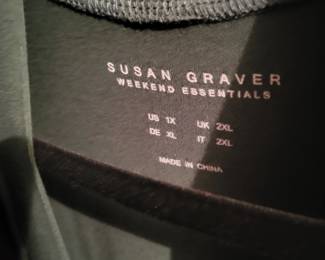 SUSAN GRAVER
WEEKEND ESSENTIALS
US 1X UK 2XL
DE XL IT 2XL
MADE IN CHINA